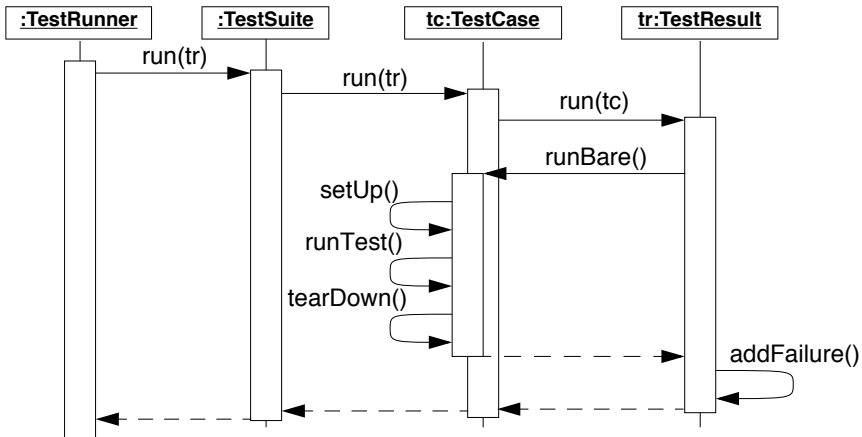 :TestRunner
:TestSuite
tc:TestCase
tr:TestResult
run(tr)
run(tr)
run(tc)
runBare()
setUp()
runTest()
tearDown()
addFailure()